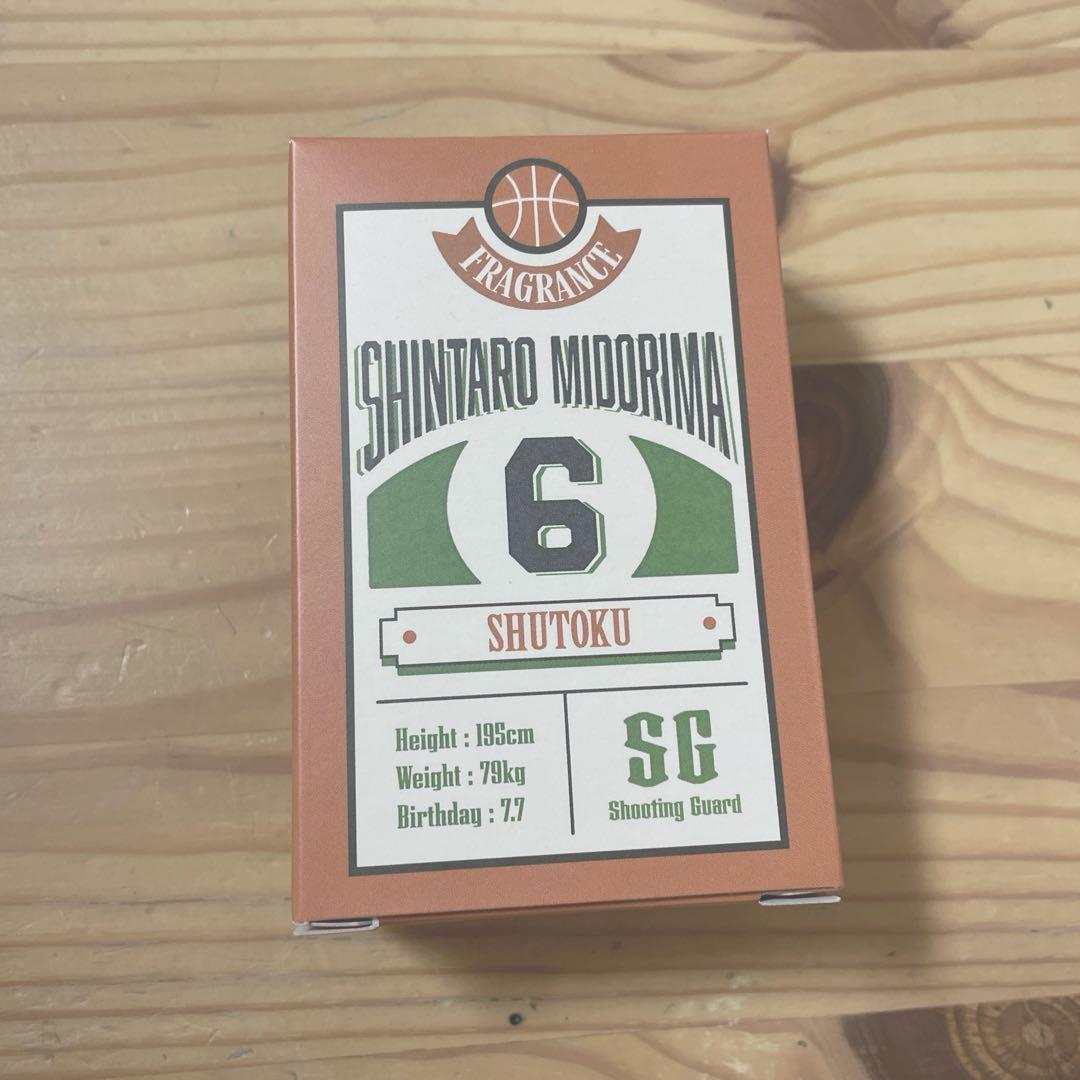 FRAGRANCE
SHINTARO MIDORIMA
6
SHUTOKU
Height : 195cm
Weight : 79kg
Birthday : 7.7
SG
Shooting Guard